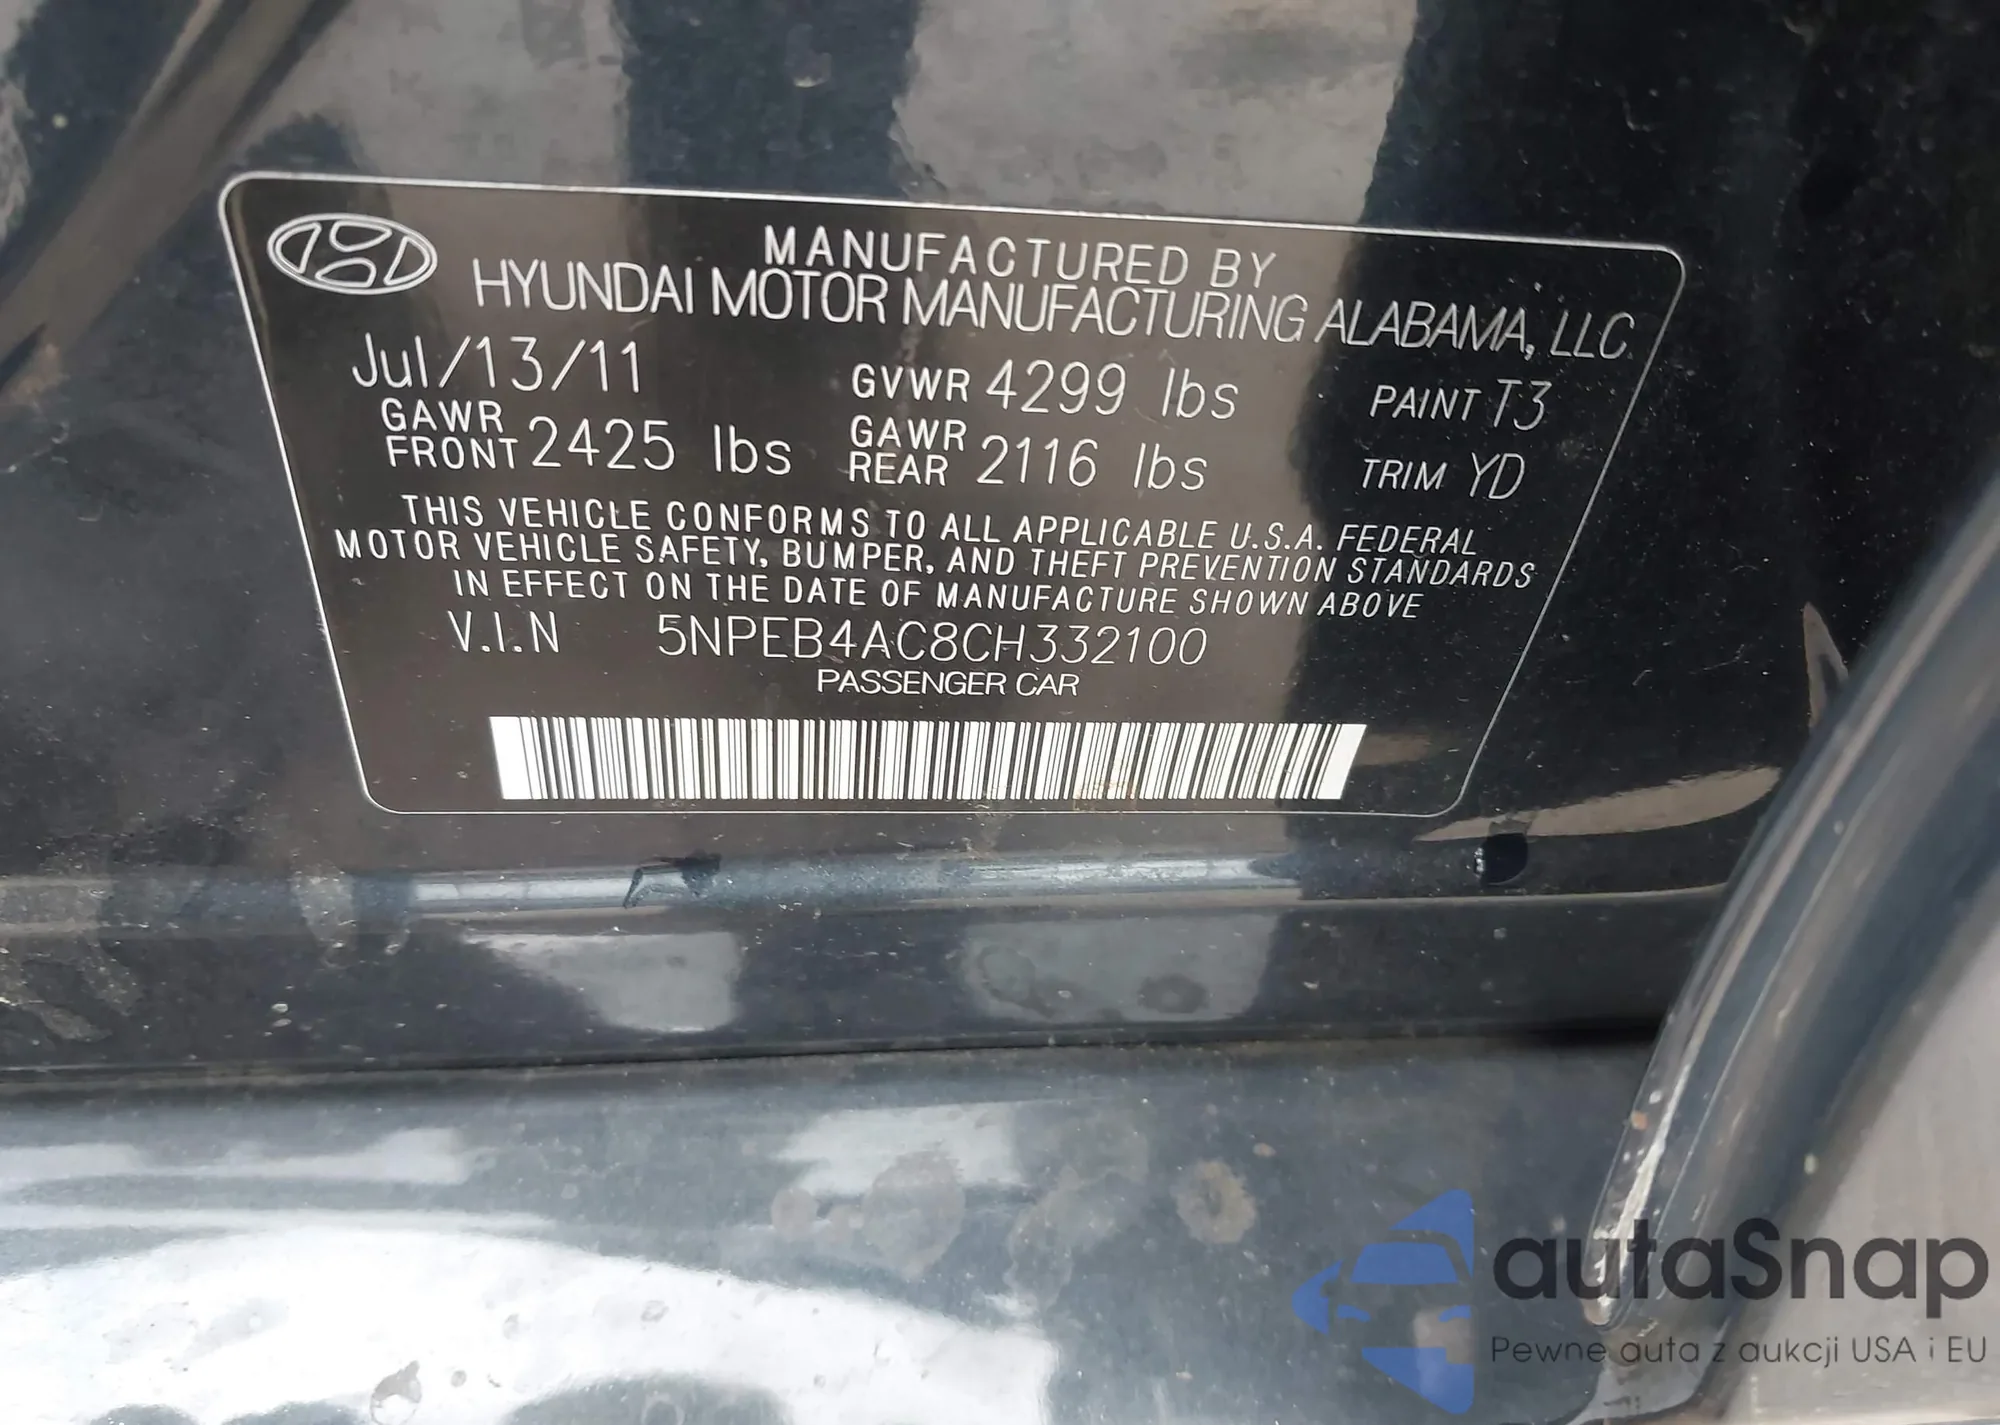 MANUFACTURED BY
HYUNDAI MOTOR MANUFACTURING ALABAMA, LLC
Jul/13/11 GVWR 4299 lbs PAINT T3
GAWR FRONT 2425 lbs GAWR REAR 2116 lbs TRIM YD
THIS VEHICLE CONFORMS TO ALL APPLICABLE U.S.A. FEDERAL
MOTOR VEHICLE SAFETY, BUMPER, AND THEFT PREVENTION STANDARDS
IN EFFECT ON THE DATE OF MANUFACTURE SHOWN ABOVE
V.I.N 5NPEB4AC8CH332100
PASSENGER CAR
autaSnap
Pewne auta z aukcji USA i EU